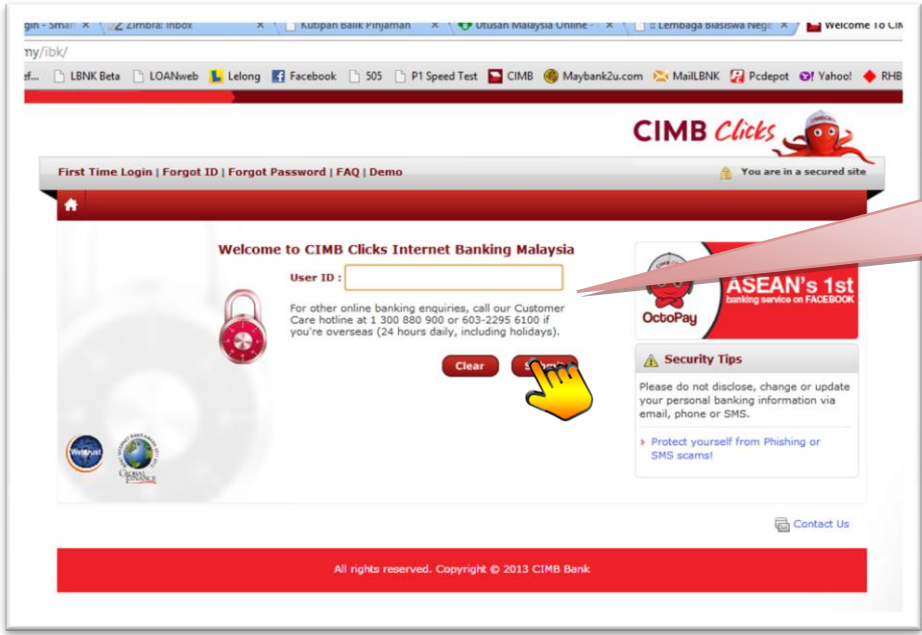 gin - Smar
Zimbra: Inbox
Kutipan Balik Pinjaman
Utusan Malaysia Online -
:: Lembaga Biasiswa Nege
Welcome To CIM
my/ibk/
ef...
LBNK Beta
LOANweb
Lelong
Facebook
505
P1 Speed Test
CIMB
Maybank2u.com
MailLBNK
Pcdepot
Yahoo!
RHB
CIMB Clicks
First Time Login | Forgot ID | Forgot Password | FAQ | Demo
You are in a secured site
Welcome to CIMB Clicks Internet Banking Malaysia
User ID :
For other online banking enquiries, call our Customer
Care hotline at 1 300 880 900 or 603-2295 6100 if
you're overseas (24 hours daily, including holidays).
Clear
OctoPay
ASEAN's 1st
banking service on FACEBOOK
Security Tips
Please do not disclose, change or update
your personal banking information via
email, phone or SMS.
Protect yourself from Phishing or
SMS scams!
WebTrust
GLOBAL
FINANCE
Contact Us
All rights reserved. Copyright © 2013 CIMB Bank